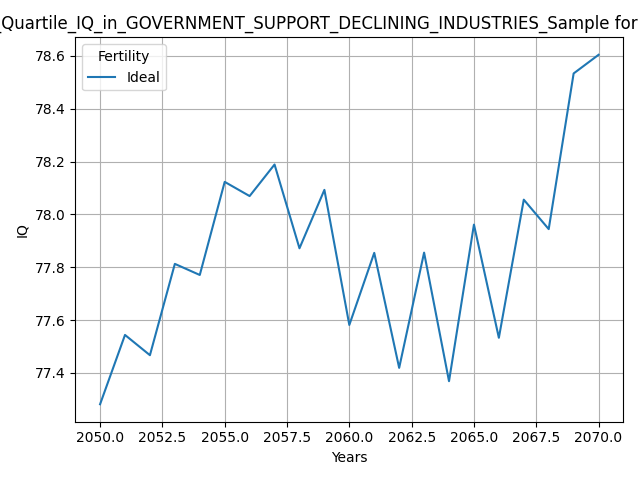 _Quartile_IQ_in_GOVERNMENT_SUPPORT_DECLINING_INDUSTRIES_Sample for
Fertility
Ideal
78.6
78.4
78.2
78.0
77.8
77.6
77.4
IQ
2050.0 2052.5 2055.0 2057.5 2060.0 2062.5 2065.0 2067.5 2070.0
Years